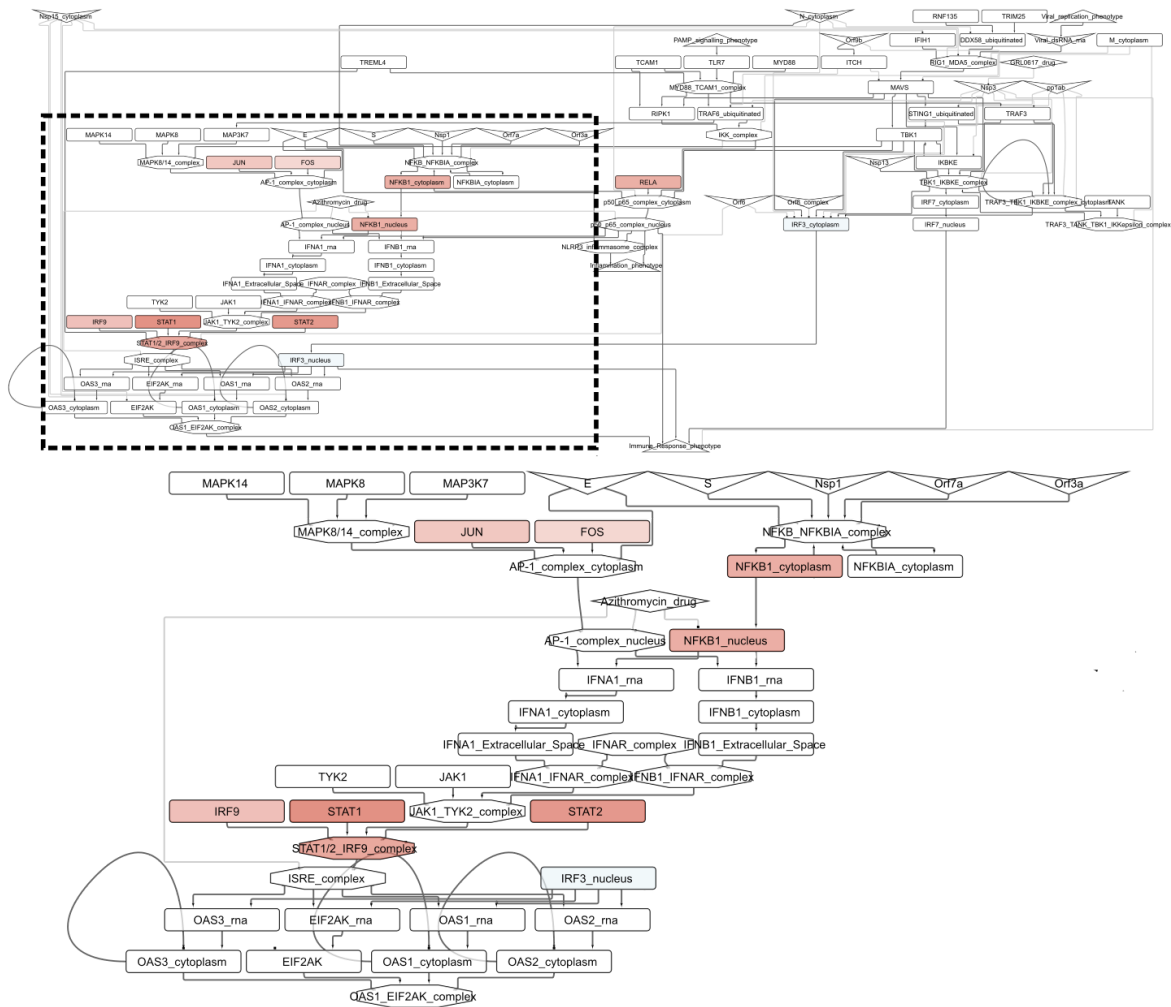 Nsp15_cytoplasm
N_cytoplasm
RNF135
TRIM25
Viral_replication_phenotype
PAMP_signalling_phenotype
Orf9b
IFIH1
DDX58_ubiquitinated
Viral_dsRNA_rna
M_cytoplasm
TREML4
TCAM1
TLR7
MYD88
ITCH
RIG1_MDA5_complex
GRL0617_drug
MYD88_TCAM1_complex
MAVS
Nsp3
pp1ab
RIPK1
TRAF6_ubiquitinated
STING1_ubiquitinated
TRAF3
MAPK14
MAPK8
MAP3K7
E
S
Nsp1
Orf7a
Orf3a
IKK_complex
TBK1
MAPK8/14_complex
JUN
FOS
NFKB_NFKBIA_complex
Nsp13
IKBKE
AP-1_complex_cytoplasm
NFKB1_cytoplasm
NFKBIA_cytoplasm
RELA
TBK1_IKBKE_complex
Azithromycin_drug
p50_p65_complex_cytoplasm
Orf6
Orf8_complex
IRF7_cytoplasm
TRAF3_TBK1_IKBKE_complex_cytoplasm
TANK
AP-1_complex_nucleus
NFKB1_nucleus
p50_p65_complex_nucleus
IRF3_cytoplasm
IRF7_nucleus
TRAF3_TANK_TBK1_IKKepsilon_complex
IFNA1_rna
IFNB1_rna
NLRP3_inflammasome_complex
IFNA1_cytoplasm
IFNB1_cytoplasm
Inflammation_phenotype
IFNA1_Extracellular_Space
IFNAR_complex
IFNB1_Extracellular_Space
TYK2
JAK1
IFNA1_IFNAR_complex
IFNB1_IFNAR_complex
IRF9
STAT1
JAK1_TYK2_complex
STAT2
STAT1/2_IRF9_complex
ISRE_complex
IRF3_nucleus
OAS3_rna
EIF2AK_rna
OAS1_rna
OAS2_rna
OAS3_cytoplasm
EIF2AK
OAS1_cytoplasm
OAS2_cytoplasm
OAS1_EIF2AK_complex
Immune_Response_phenotype
MAPK14
MAPK8
MAP3K7
E
S
Nsp1
Orf7a
Orf3a
MAPK8/14_complex
JUN
FOS
NFKB_NFKBIA_complex
AP-1_complex_cytoplasm
NFKB1_cytoplasm
NFKBIA_cytoplasm
Azithromycin_drug
AP-1_complex_nucleus
NFKB1_nucleus
IFNA1_rna
IFNB1_rna
IFNA1_cytoplasm
IFNB1_cytoplasm
IFNA1_Extracellular_Space
IFNAR_complex
IFNB1_Extracellular_Space
TYK2
JAK1
IFNA1_IFNAR_complex
IFNB1_IFNAR_complex
IRF9
STAT1
JAK1_TYK2_complex
STAT2
STAT1/2_IRF9_complex
ISRE_complex
IRF3_nucleus
OAS3_rna
EIF2AK_rna
OAS1_rna
OAS2_rna
OAS3_cytoplasm
EIF2AK
OAS1_cytoplasm
OAS2_cytoplasm
OAS1_EIF2AK_complex